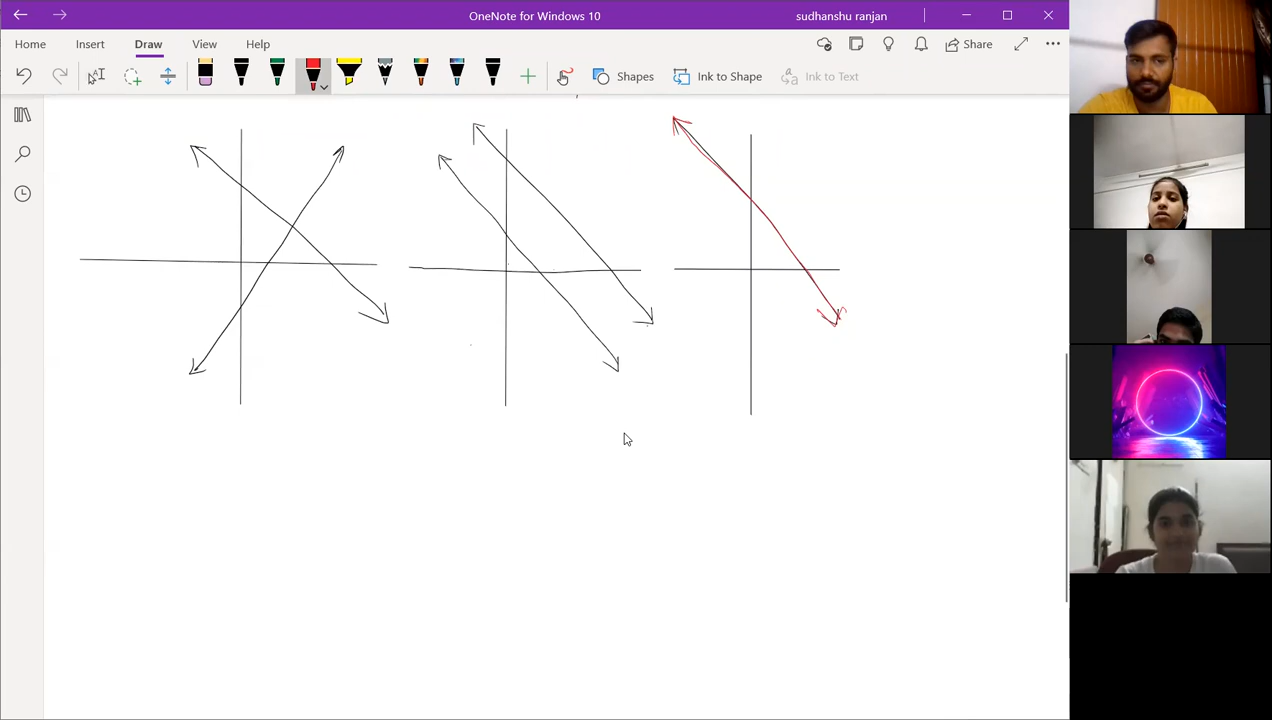 OneNote for Windows 10
sudhanshu ranjan
Home Insert Draw View Help
Share
Shapes
Ink to Shape
Ink to Text